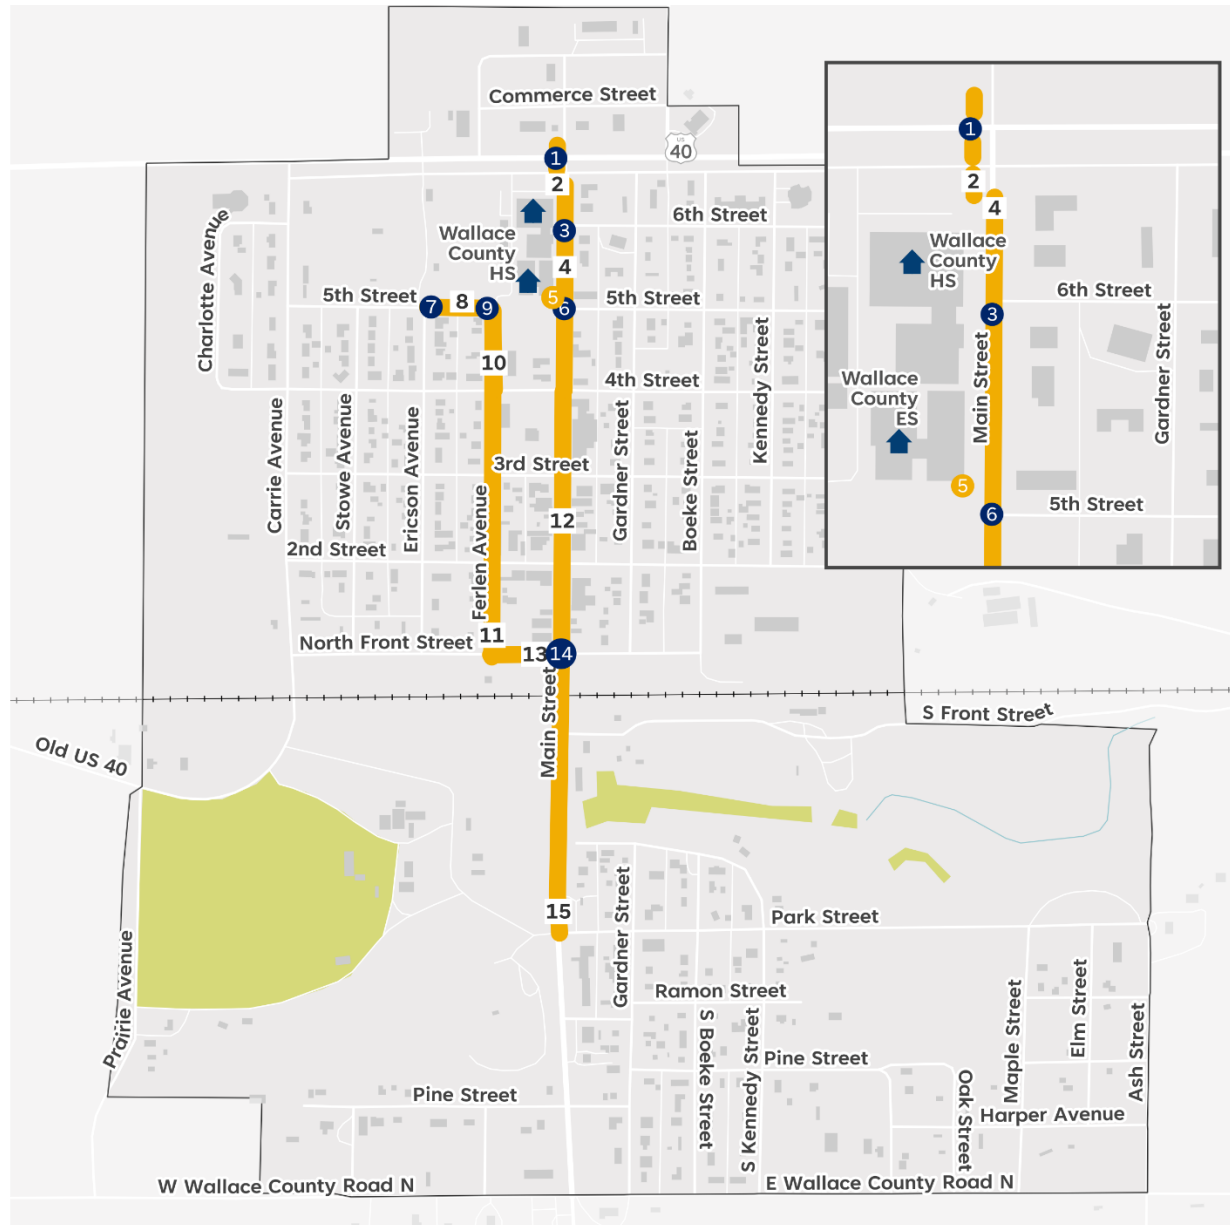 Commerce Street
US
40
1
2
6th Street
3
Wallace
County
HS
4
Charlotte Avenue
5th Street
7
8
9
5
6
5th Street
10
Kennedy Street
4th Street
Carrie Avenue
Stowe Avenue
Ericson Avenue
3rd Street
Gardner Street
Boeke Street
Ferlen Avenue
12
2nd Street
11
North Front Street
13
14
Main Street
S Front Street
Old US 40
15
Park Street
Gardner Street
Prairie Avenue
Ramon Street
S Boeke Street
S Kennedy Street
Pine Street
Maple Street
Elm Street
Ash Street
Oak Street
Harper Avenue
Pine Street
W Wallace County Road N
E Wallace County Road N
1
2
4
Wallace
County
HS
6th Street
3
Main Street
Gardner Street
Wallace
County
ES
5
6
5th Street